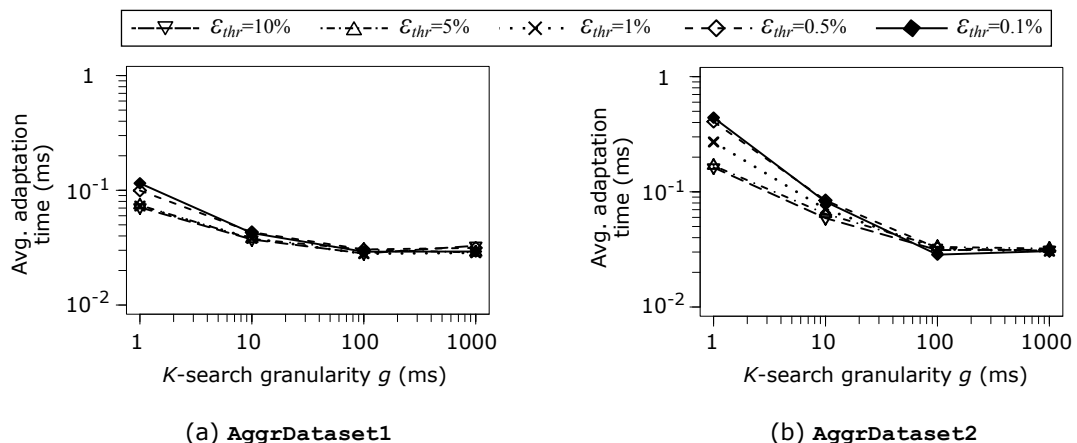 ε_thr=10% ε_thr=5% ε_thr=1% ε_thr=0.5% ε_thr=0.1%
Avg. adaptation
time (ms)
1
10⁻¹
10⁻²
1 10 100 1000
K-search granularity g (ms)
(a) AggrDataset1
Avg. adaptation
time (ms)
1
10⁻¹
10⁻²
1 10 100 1000
K-search granularity g (ms)
(b) AggrDataset2